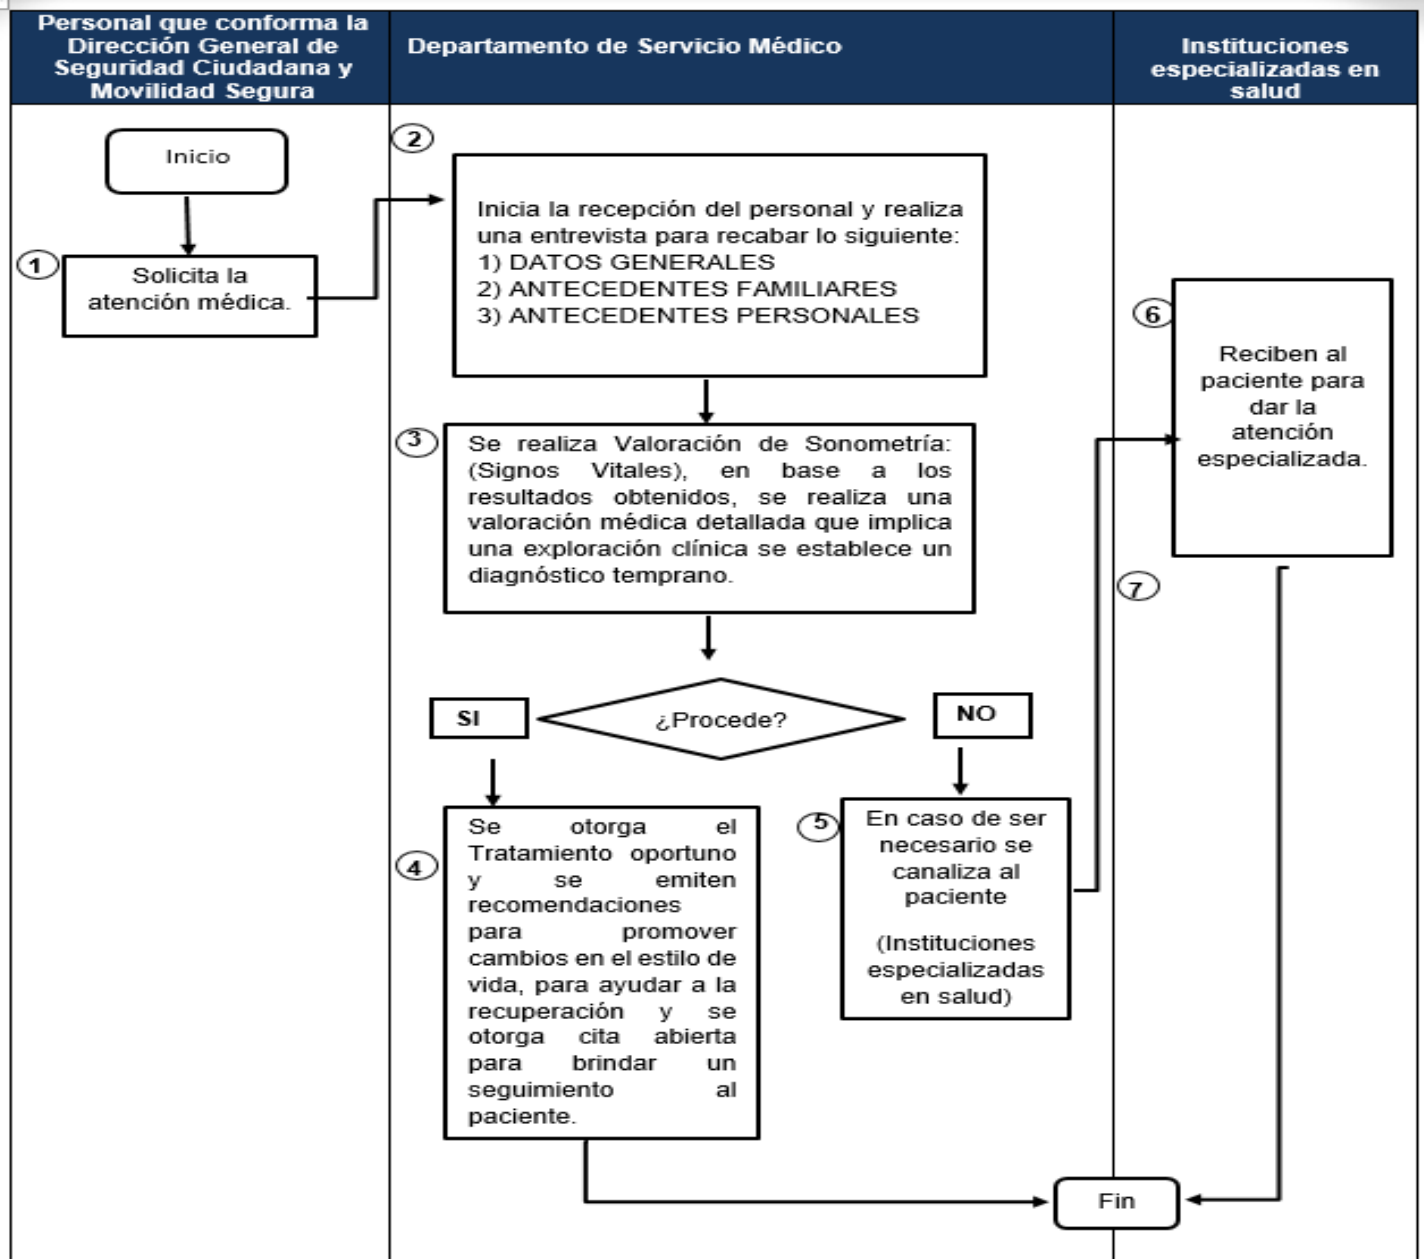 Personal que conforma la
Dirección General de
Seguridad Ciudadana y
Movilidad Segura
Departamento de Servicio Médico
Instituciones
especializadas en
salud
Inicio
1
Solicita la
atención médica.
2
Inicia la recepción del personal y realiza
una entrevista para recabar lo siguiente:
1) DATOS GENERALES
2) ANTECEDENTES FAMILIARES
3) ANTECEDENTES PERSONALES
3
Se realiza Valoración de Sonometría:
(Signos Vitales), en base a los
resultados obtenidos, se realiza una
valoración médica detallada que implica
una exploración clínica se establece un
diagnóstico temprano.
¿Procede?
SI
NO
4
Se otorga el
Tratamiento oportuno
y se emiten
recomendaciones
para promover
cambios en el estilo de
vida, para ayudar a la
recuperación y se
otorga cita abierta
para brindar un
seguimiento al
paciente.
5
En caso de ser
necesario se
canaliza al
paciente
(Instituciones
especializadas
en salud)
6
Reciben al
paciente para
dar la
atención
especializada.
7
Fin